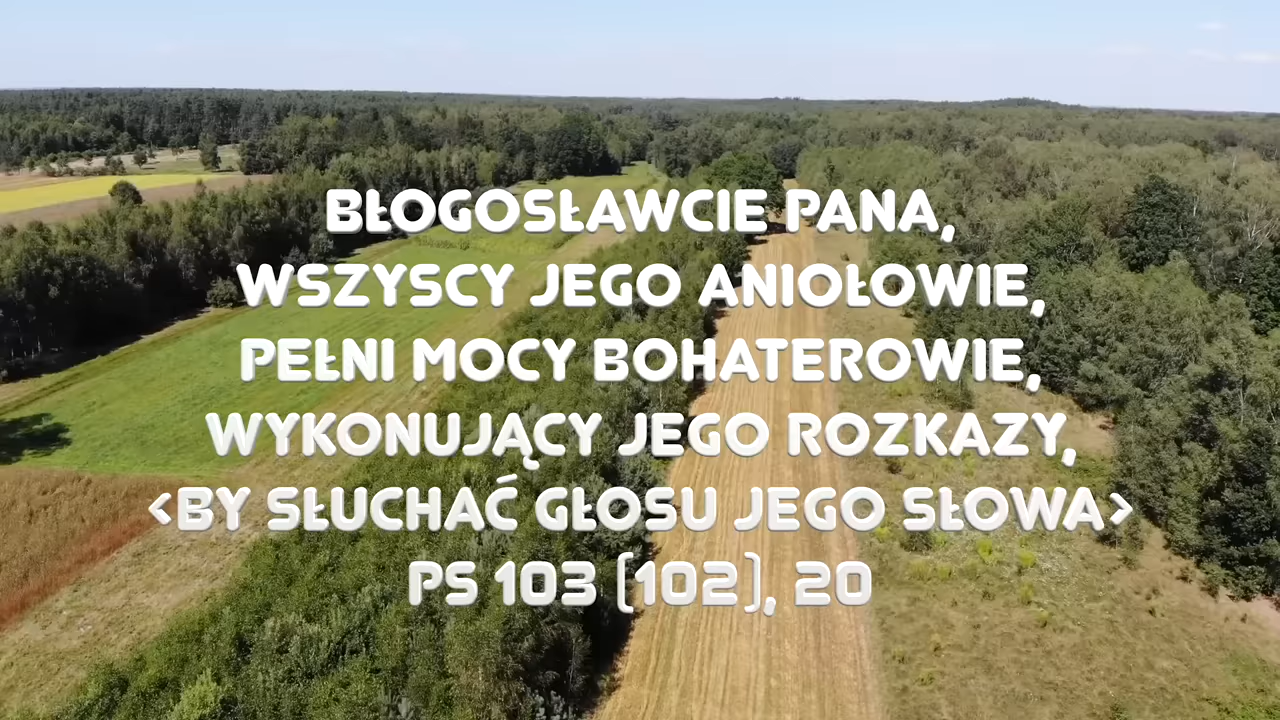 BŁOGOSŁAWCIE PANA,
WSZYSCY JEGO ANIOŁOWIE,
PEŁNI MOCY BOHATEROWIE,
WYKONUJĄCY JEGO ROZKAZY,
<BY SŁUCHAĆ GŁOSU JEGO SŁOWA>
PS 103 [102], 20